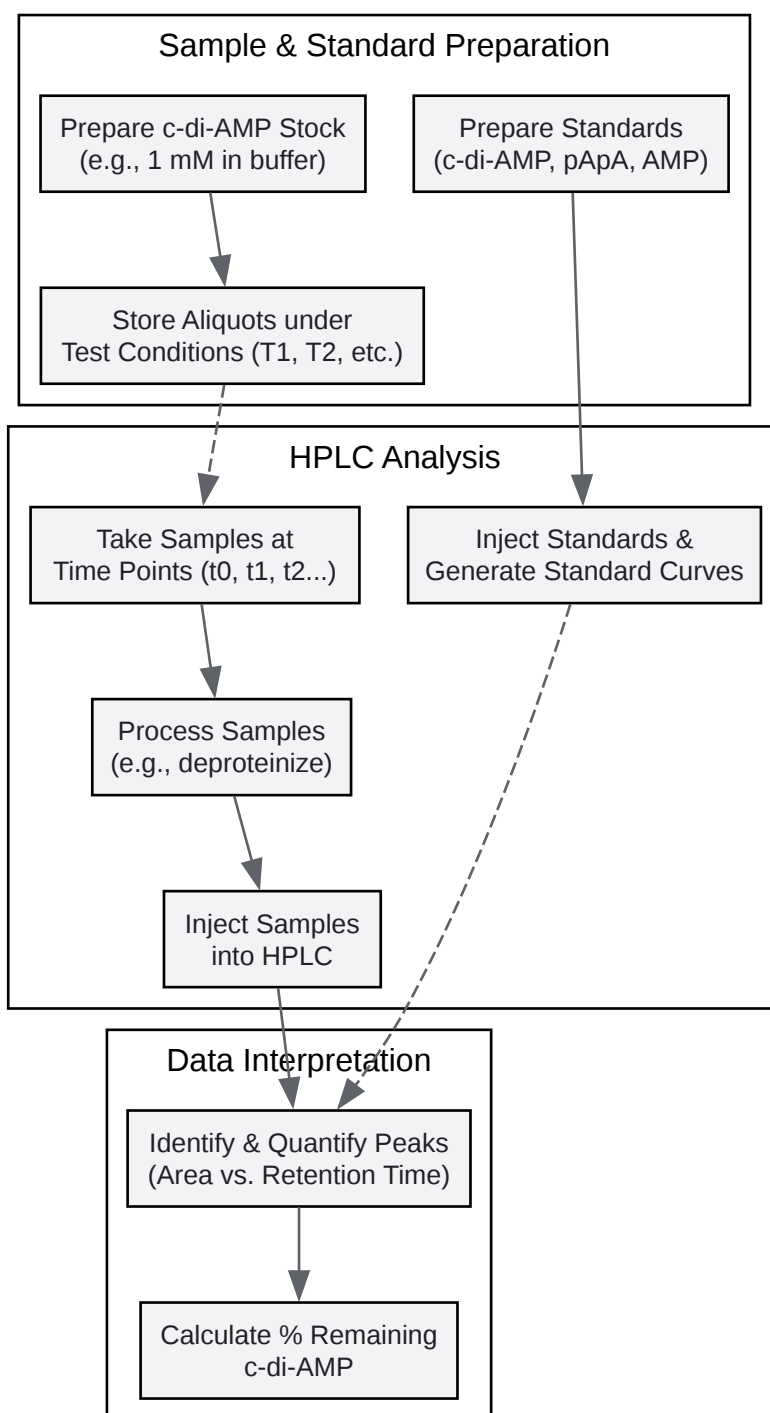 Sample & Standard Preparation
Prepare c-di-AMP Stock
(e.g., 1 mM in buffer)
Prepare Standards
(c-di-AMP, pApA, AMP)
Store Aliquots under
Test Conditions (T1, T2, etc.)
HPLC Analysis
Take Samples at
Time Points (t0, t1, t2...)
Inject Standards &
Generate Standard Curves
Process Samples
(e.g., deproteinize)
Inject Samples
into HPLC
Data Interpretation
Identify & Quantify Peaks
(Area vs. Retention Time)
Calculate % Remaining
c-di-AMP